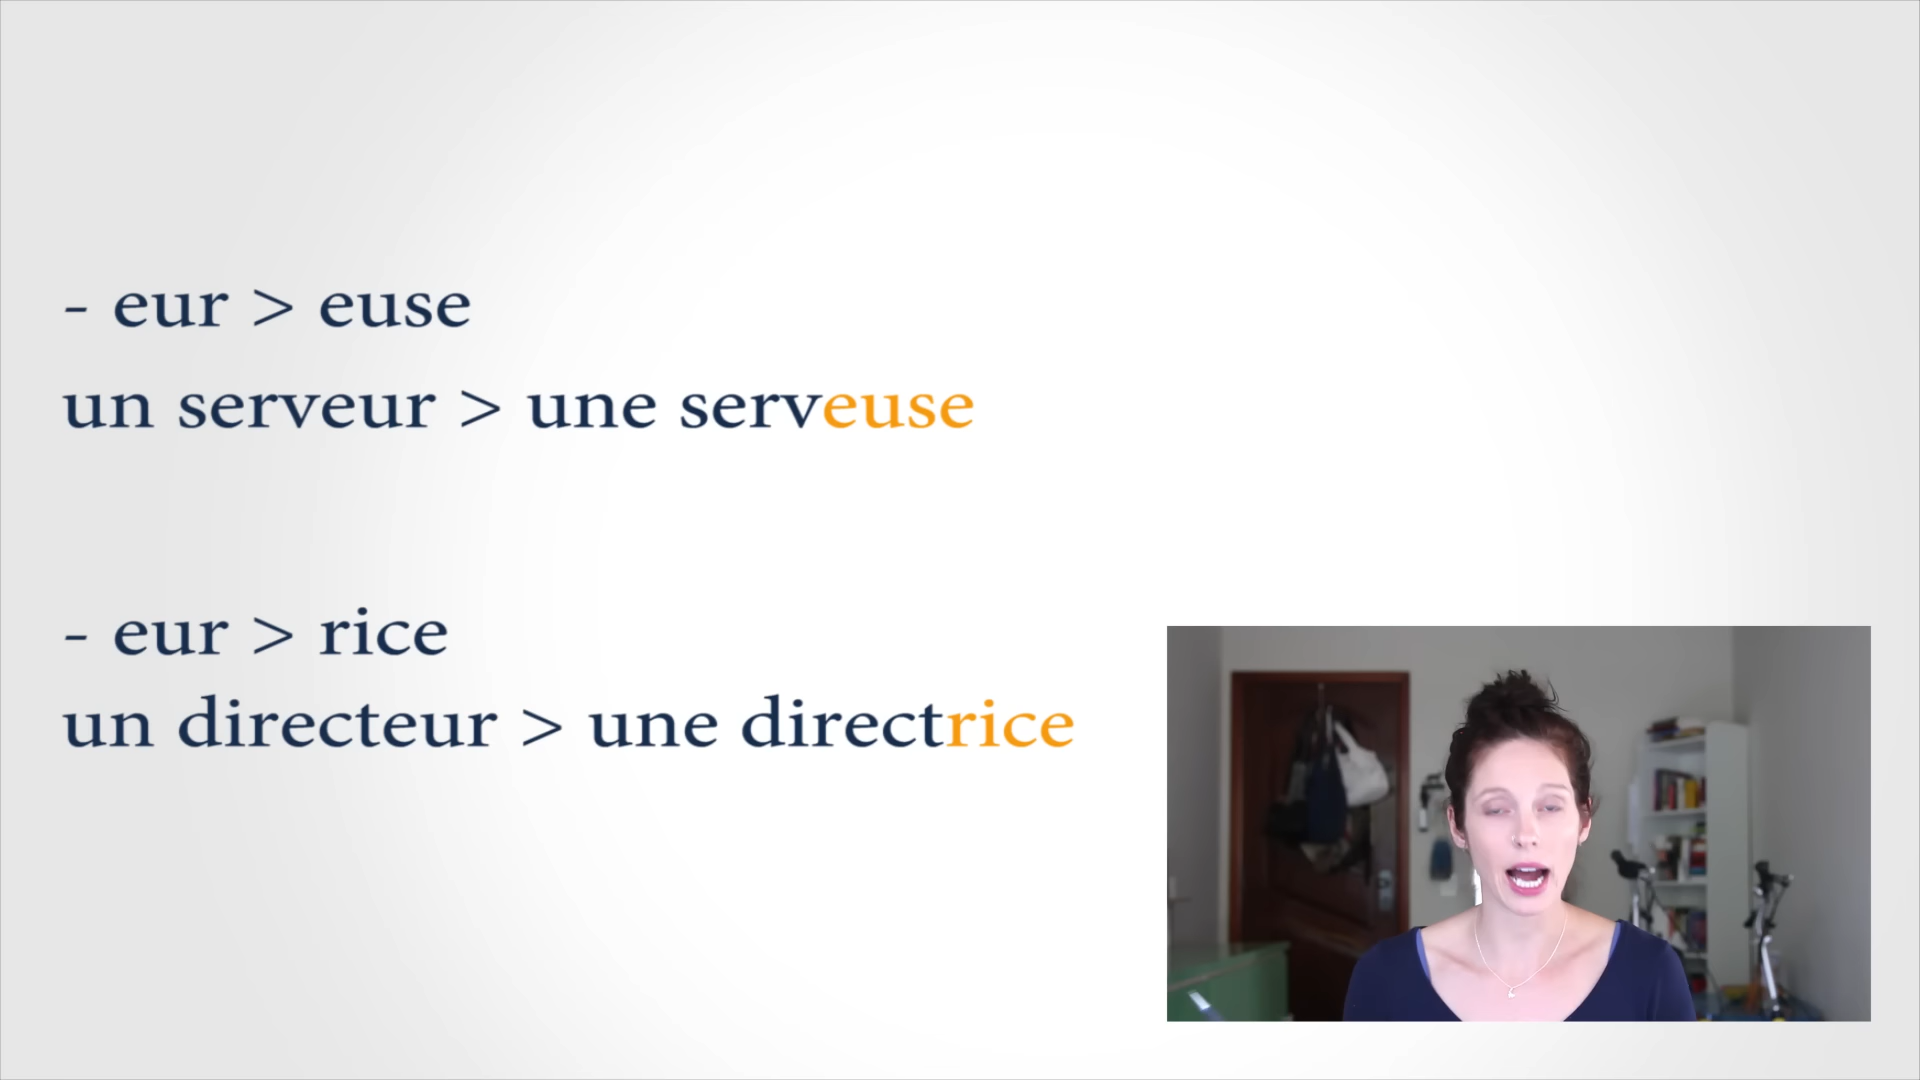 - eur > euse
un serveur > une serveuse
- eur > rice
un directeur > une directrice